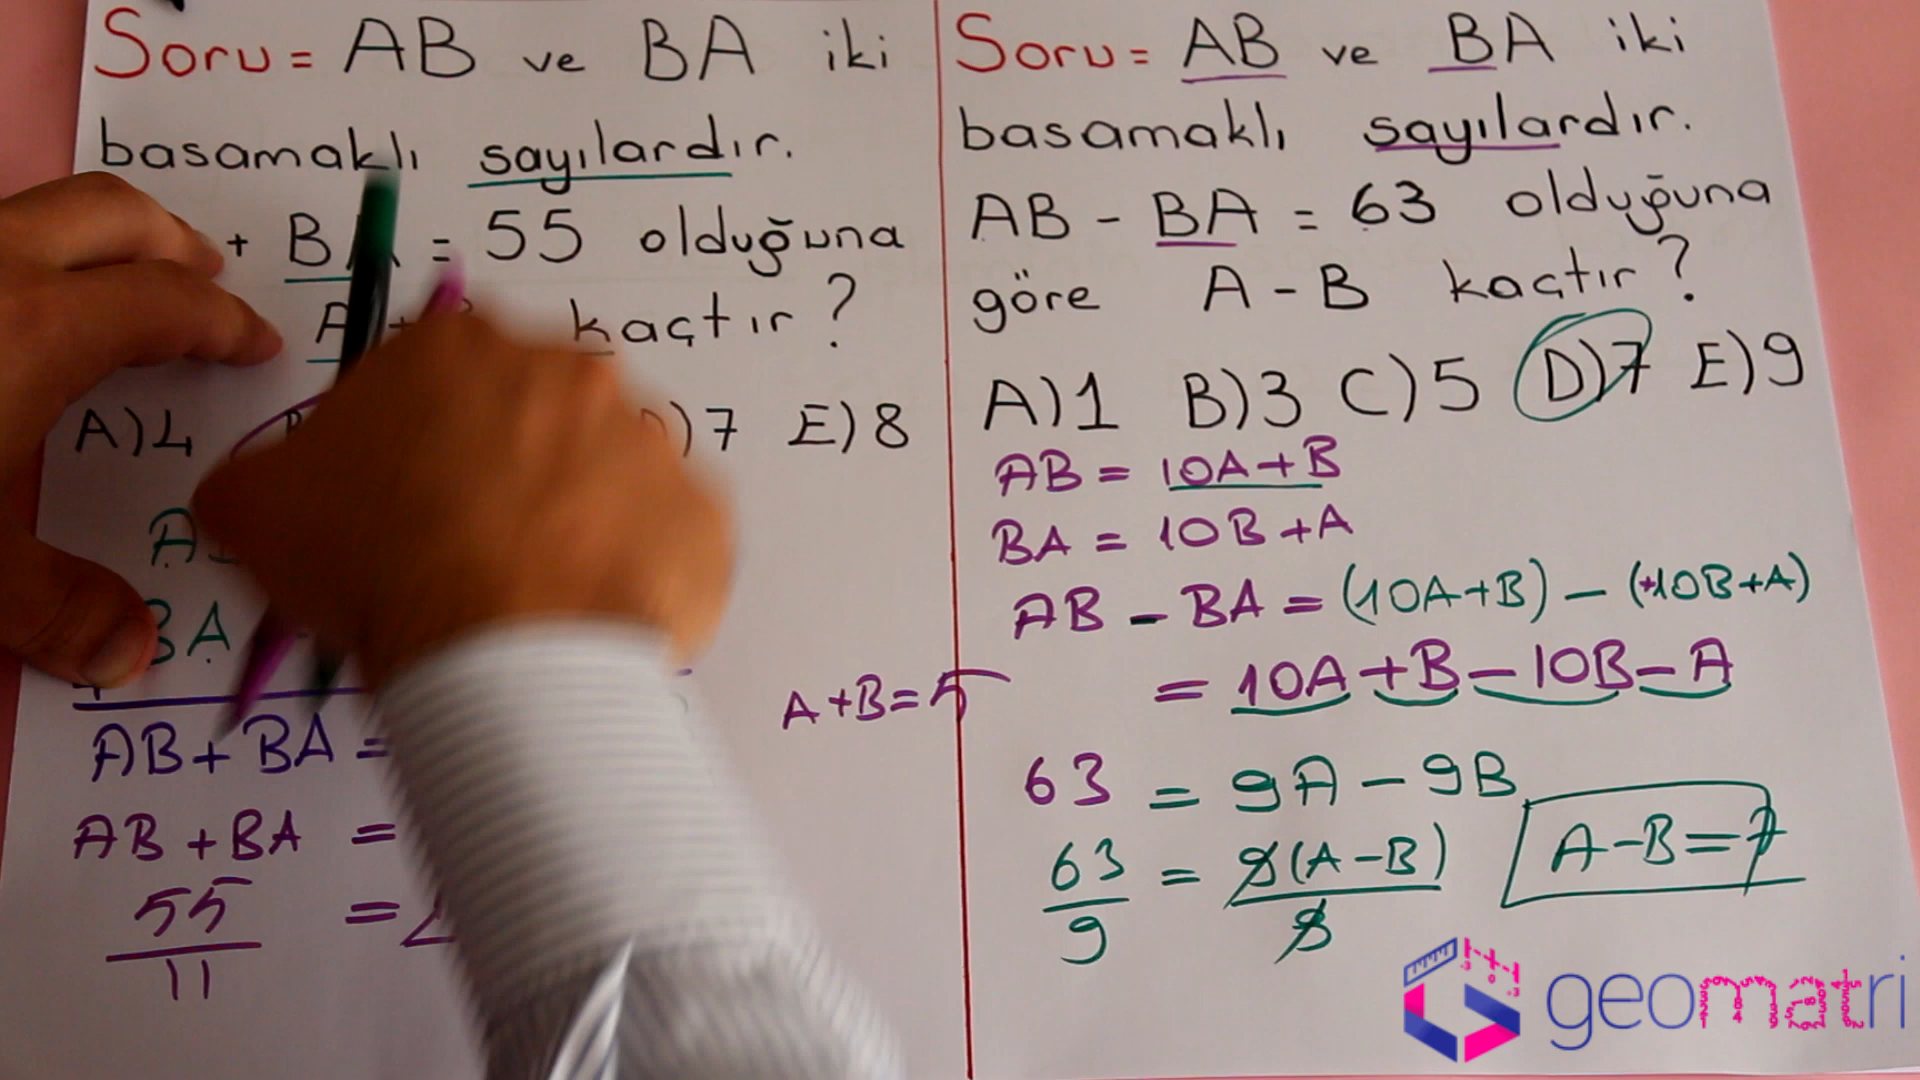 Soru = AB ve BA iki
basamaklı sayılardır.
+ BA = 55 olduğuna
A + kaçtır ?
A) 4 ) 7 E) 8
BA
A+B=5
AB + BA =
AB + BA =
55 =
11
Soru = AB ve BA iki
basamaklı sayılardır.
AB - BA = 63 olduğuna
göre A - B kaçtır ?
A) 1 B) 3 C) 5 D) 7 E) 9
AB = 10A+B
BA = 10B+A
AB - BA = (10A+B) - (+10B+A)
= 10A+B-10B-A
63 = 9A - 9B
63 = 9(A-B)
9 9
A-B=7
geomatri